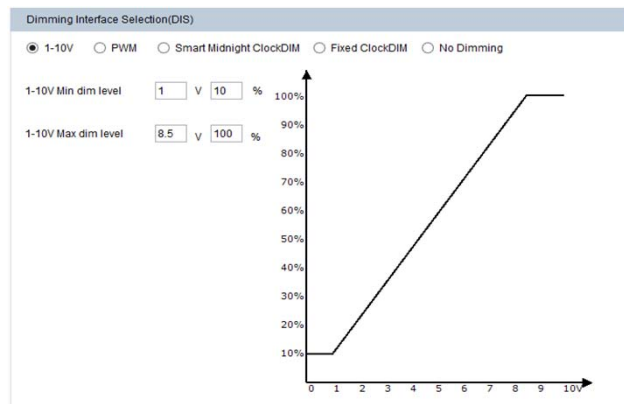 Dimming Interface Selection(DIS)
1-10V PWM Smart Midnight ClockDIM Fixed ClockDIM No Dimming
1-10V Min dim level 1 V 10 %
1-10V Max dim level 8.5 V 100 %
100%
90%
80%
70%
60%
50%
40%
30%
20%
10%
0 1 2 3 4 5 6 7 8 9 10V